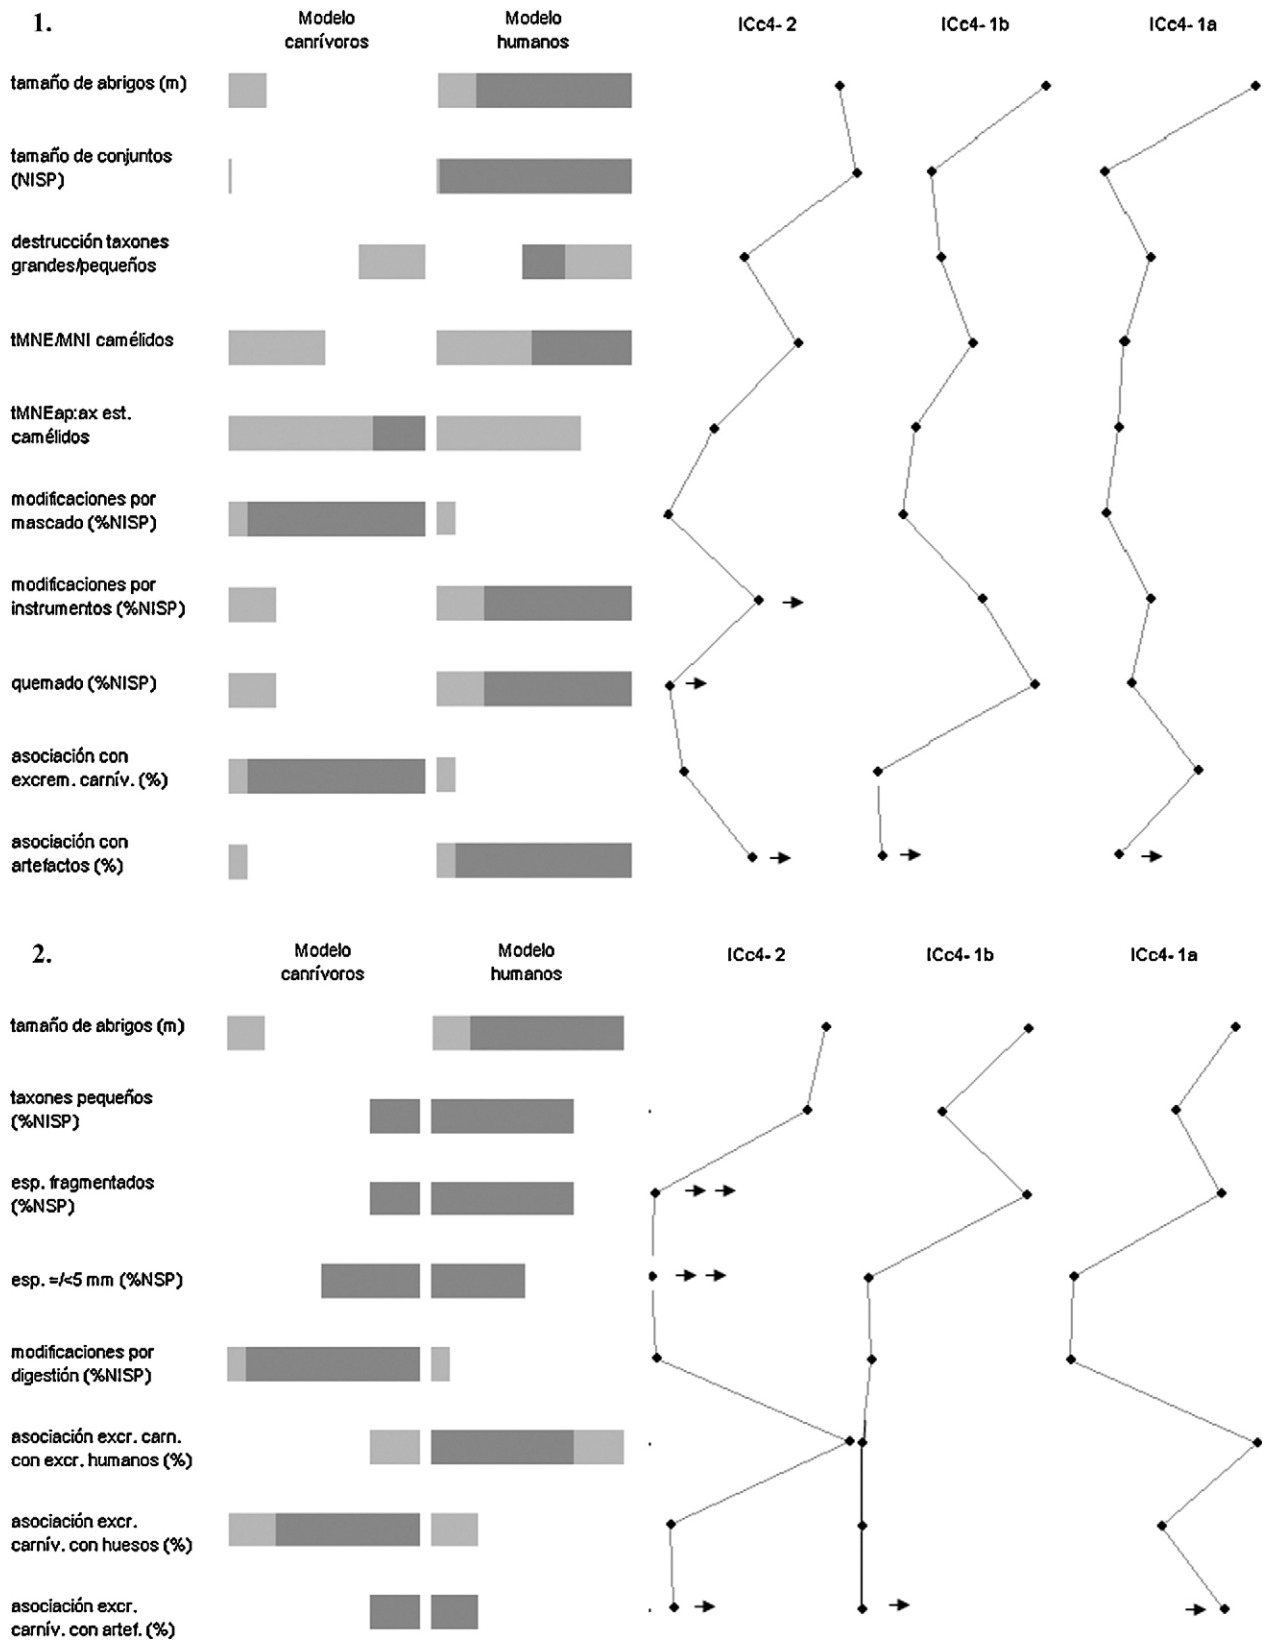 1.
Modelo
canrívoros
Modelo
humanos
ICc4- 2
ICc4- 1b
ICc4- 1a
tamaño de abrigos (m)
tamaño de conjuntos
(NISP)
destrucción taxones
grandes/pequeños
tMNE/MNI camélidos
tMNEap:ax est.
camélidos
modificaciones por
mascado (%NISP)
modificaciones por
instrumentos (%NISP)
quemado (%NISP)
asociación con
excrem. carnív. (%)
asociación con
artefactos (%)
2.
Modelo
canrívoros
Modelo
humanos
ICc4- 2
ICc4- 1b
ICc4- 1a
tamaño de abrigos (m)
taxones pequeños
(%NISP)
esp. fragmentados
(%NSP)
esp. =/<5 mm (%NSP)
modificaciones por
digestión (%NISP)
asociación excr. carn.
con excr. humanos (%)
asociación excr.
carnív. con huesos (%)
asociación excr.
carnív. con artef. (%)